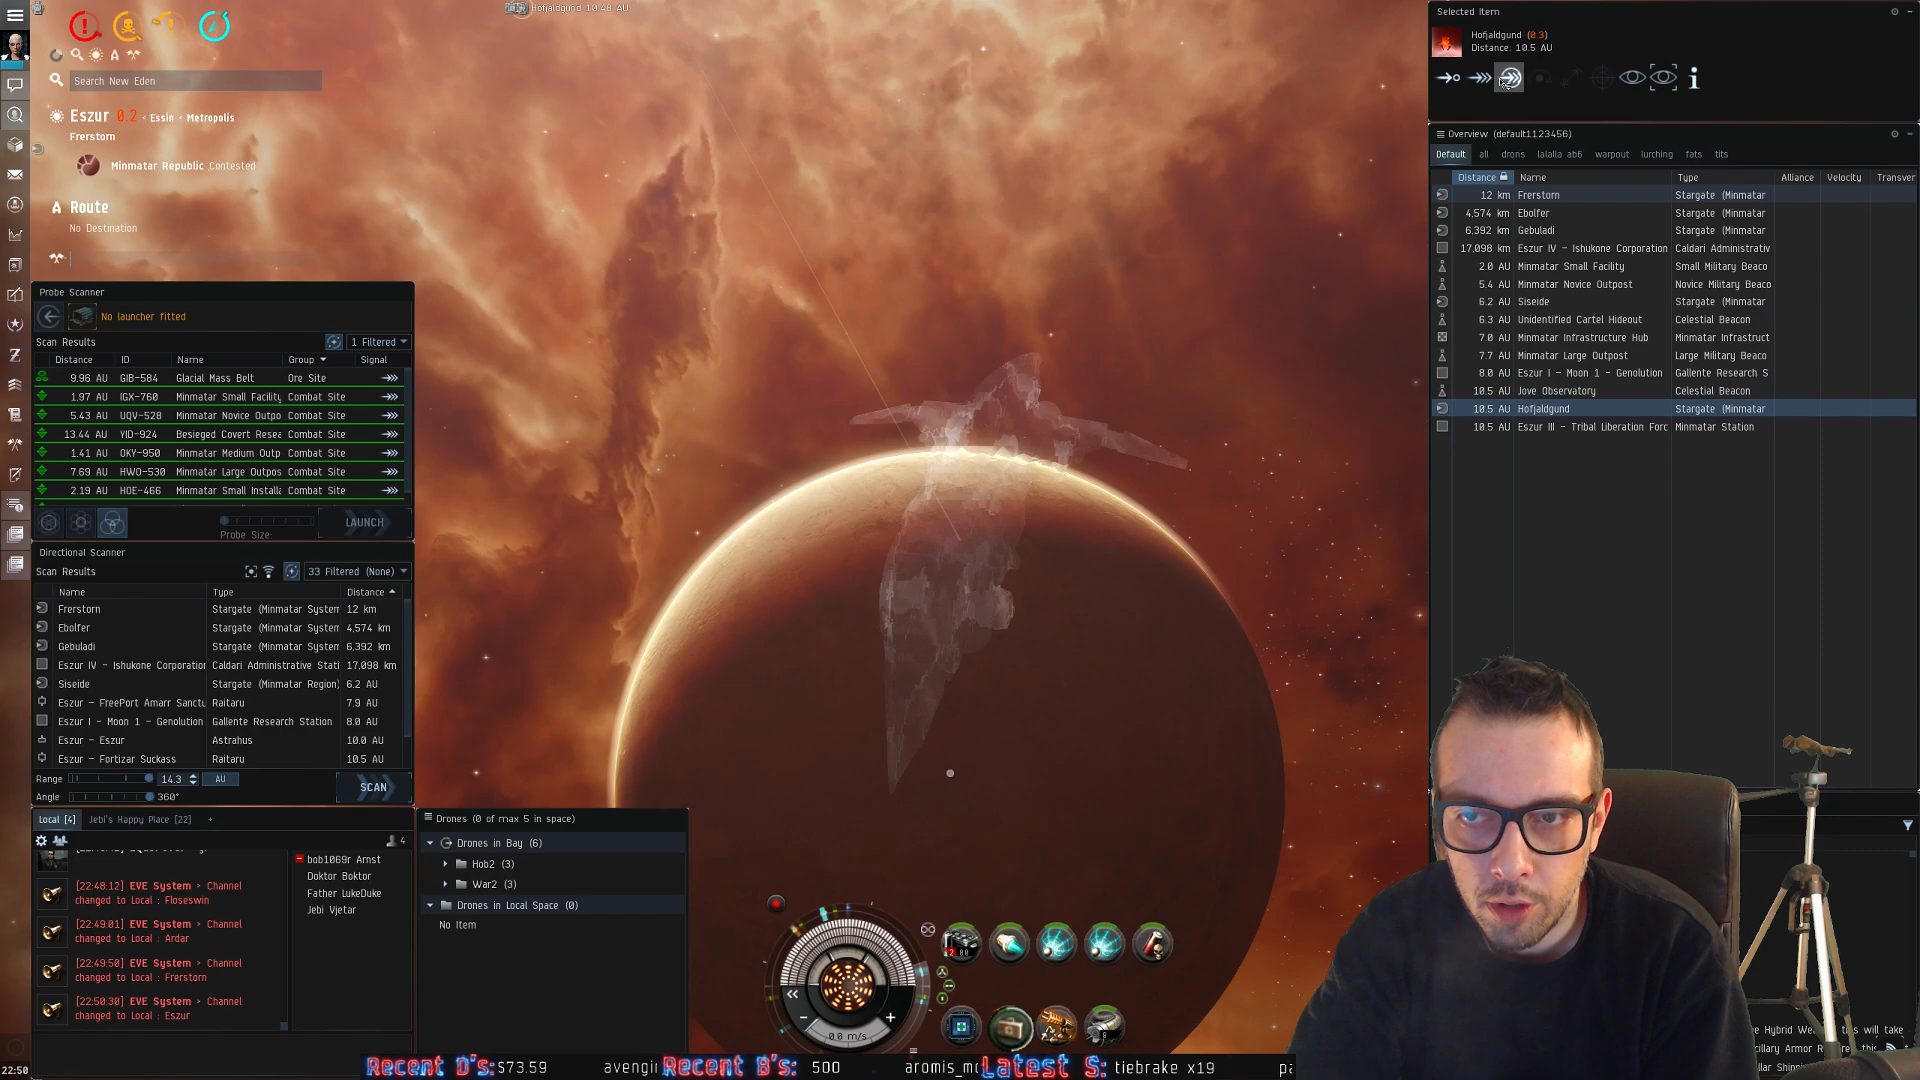 Hofjaldgund 10.48 AU
Search New Eden
Eszur 0.2 < Essin < Metropolis
Frerstorn
Minmatar Republic Contested
Route
No Destination
Probe Scanner
No launcher fitted
Scan Results 1 Filtered
Distance ID Name Group Signal
9.96 AU GIB-584 Glacial Mass Belt Ore Site
1.97 AU IGX-760 Minmatar Small Facility Combat Site
5.43 AU UQV-528 Minmatar Novice Outpo Combat Site
13.44 AU YID-924 Besieged Covert Resea Combat Site
1.41 AU OKY-950 Minmatar Medium Outp Combat Site
7.69 AU HWO-530 Minmatar Large Outpos Combat Site
2.19 AU HOE-466 Minmatar Small Installa Combat Site
Probe Size:
LAUNCH
Directional Scanner
Scan Results 33 Filtered (None)
Name Type Distance
Frerstorn Stargate (Minmatar System 12 km
Ebolfer Stargate (Minmatar System 4,574 km
Gebuladi Stargate (Minmatar System 6,392 km
Eszur IV - Ishukone Corporation Caldari Administrative Stati 17,098 km
Siseide Stargate (Minmatar Region) 6.2 AU
Eszur - FreePort Amarr Sanctu Raitaru 7.9 AU
Eszur I - Moon 1 - Genolution Gallente Research Station 8.0 AU
Eszur - Eszur Astrahus 10.0 AU
Eszur - Fortizar Suckass Raitaru 10.5 AU
Range 14.3 AU
Angle 360°
SCAN
Local [4] Jebi's Happy Place [22] +
4
[22:48:12] EVE System > Channel
changed to Local : Floseswin
[22:49:01] EVE System > Channel
changed to Local : Ardar
[22:49:50] EVE System > Channel
changed to Local : Frerstorn
[22:50:30] EVE System > Channel
changed to Local : Eszur
bob1069r Arnst
Doktor Boktor
Father LukeDuke
Jebi Vjetar
22:50
Drones (0 of max 5 in space)
Drones in Bay (6)
Hob2 (3)
War2 (3)
Drones in Local Space (0)
No Item
0.0 m/s
80
Recent D's: $73.59 avengi Recent B's: 500 aromis_m Latest S: tiebrake x19 pa
Selected Item
Hofjaldgund (0.3)
Distance: 10.5 AU
Overview (default1123456)
Default all drons lalalla ab6 warpout lurching fats tits
Distance Name Type Alliance Velocity Transver
12 km Frerstorn Stargate (Minmatar
4,574 km Ebolfer Stargate (Minmatar
6,392 km Gebuladi Stargate (Minmatar
17,098 km Eszur IV - Ishukone Corporation Caldari Administrativ
2.0 AU Minmatar Small Facility Small Military Beaco
5.4 AU Minmatar Novice Outpost Novice Military Beaco
6.2 AU Siseide Stargate (Minmatar
6.3 AU Unidentified Cartel Hideout Celestial Beacon
7.0 AU Minmatar Infrastructure Hub Minmatar Infrastruct
7.7 AU Minmatar Large Outpost Large Military Beaco
8.0 AU Eszur I - Moon 1 - Genolution Gallente Research S
10.5 AU Jove Observatory Celestial Beacon
10.5 AU Hofjaldgund Stargate (Minmatar
10.5 AU Eszur III - Tribal Liberation Forc Minmatar Station